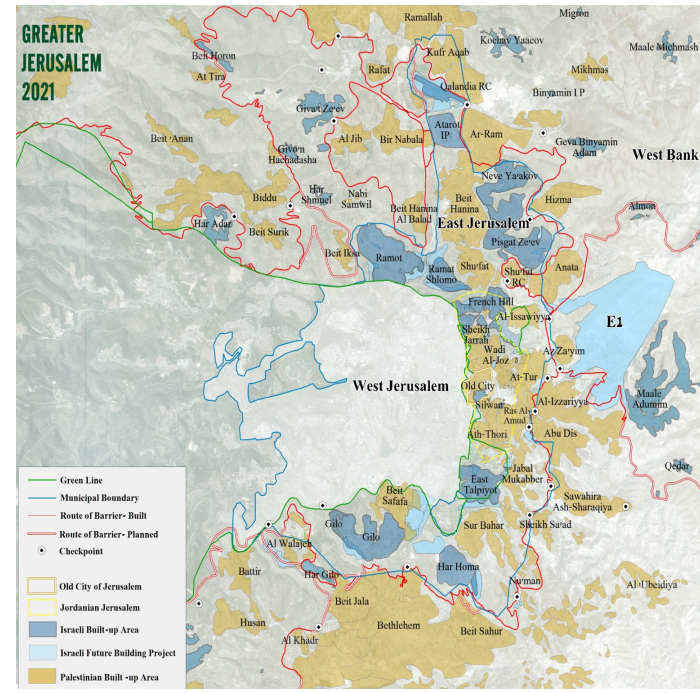 GREATER
JERUSALEM
2021
Ramallah
Migron
Kochav Yaacov
Maale Michmash
Beit Horon
Kufr Aqab
At Tira
Rafat
Mikhmas
Qalandia RC
Binyamin I P
Giva't Ze'ev
Atarot
IP
Beit 'Anan
Al Jib
Bir Nabala
Ar-Ram
Geva Binyamin
Adam
West Bank
Givo'n
Hachadasha
Neve Ya'akov
Biddu
Har
Shmuel
Nabi
Samwil
Beit Hanina
Al Balad
Beit
Hanina
Hizma
Almon
Har Adar
Beit Surik
East Jerusalem
Pisgat Ze'ev
Beit Iksa
Ramot
Ramat
Shlomo
Shu'fat
Shu'fat
RC
Anata
French Hill
Al-Issawiyya
E1
Sheikh
Jarrah
Wadi
Al-Joz
Az Za'yim
West Jerusalem
Old City
At-Tur
Maale
Adumim
Silwan
Ras Al-
Amud
Al-Izzariyya
Ath-Thori
Abu Dis
Jabal
Mukabber
Qedar
East
Talpiyot
Beit
Safafa
Sawahira
Ash-Sharaqiya
Gilo
Gilo
Sur Bahar
Sheikh Sa'ad
Al Walajeh
Battir
Har Gilo
Har Homa
Nu'man
Al Ubeidiya
Beit Jala
Husan
Bethlehem
Beit Sahur
Al Khadr
Green Line
Municipal Boundary
Route of Barrier- Built
Route of Barrier- Planned
Checkpoint
Old City of Jerusalem
Jordanian Jerusalem
Israeli Built-up Area
Israeli Future Building Project
Palestinian Built -up Area